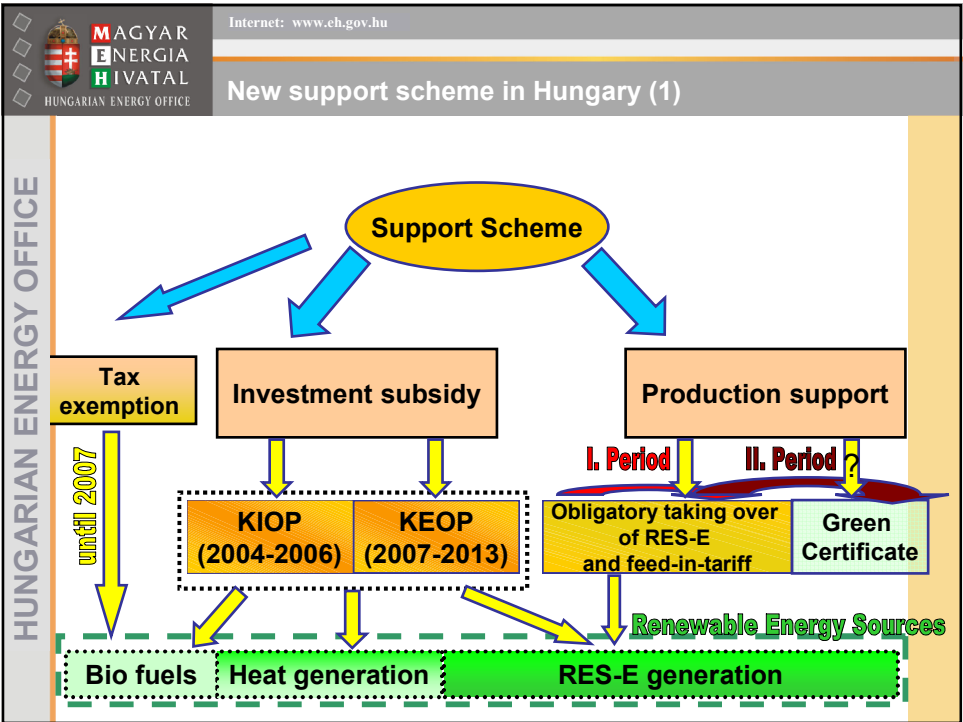 Internet: www.eh.gov.hu
MAGYAR
ENERGIA
HIVATAL
HUNGARIAN ENERGY OFFICE
New support scheme in Hungary (1)
HUNGARIAN ENERGY OFFICE
Support Scheme
Tax
exemption
Investment subsidy
Production support
until 2007
I. Period
II. Period ?
KIOP
(2004-2006)
KEOP
(2007-2013)
Obligatory taking over
of RES-E
and feed-in-tariff
Green
Certificate
Renewable Energy Sources
Bio fuels
Heat generation
RES-E generation